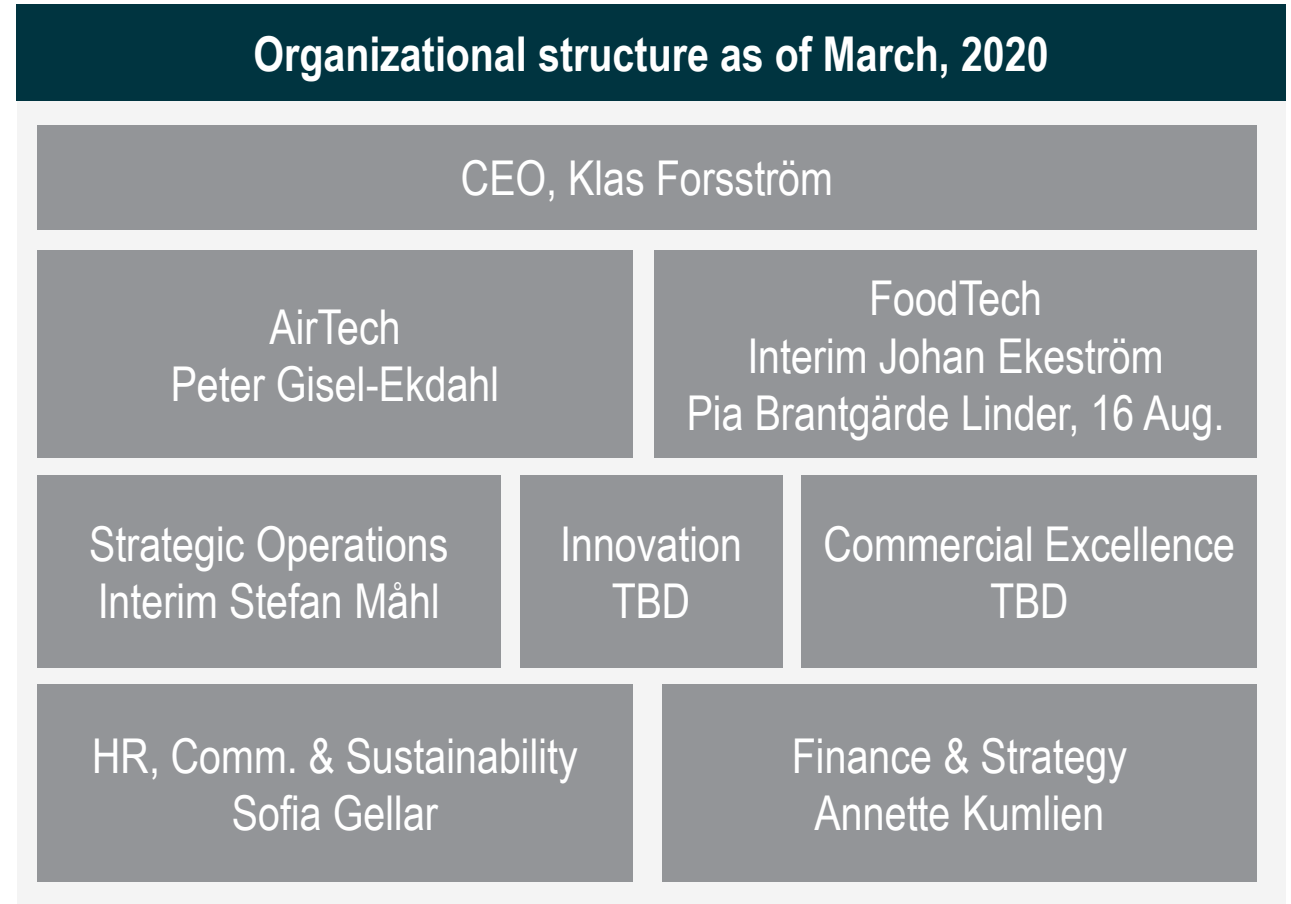 Organizational structure as of March, 2020
CEO, Klas Forsström
AirTech
Peter Gisel-Ekdahl
FoodTech
Interim Johan Ekeström
Pia Brantgärde Linder, 16 Aug.
Strategic Operations
Interim Stefan Måhl
Innovation
TBD
Commercial Excellence
TBD
HR, Comm. & Sustainability
Sofia Gellar
Finance & Strategy
Annette Kumlien